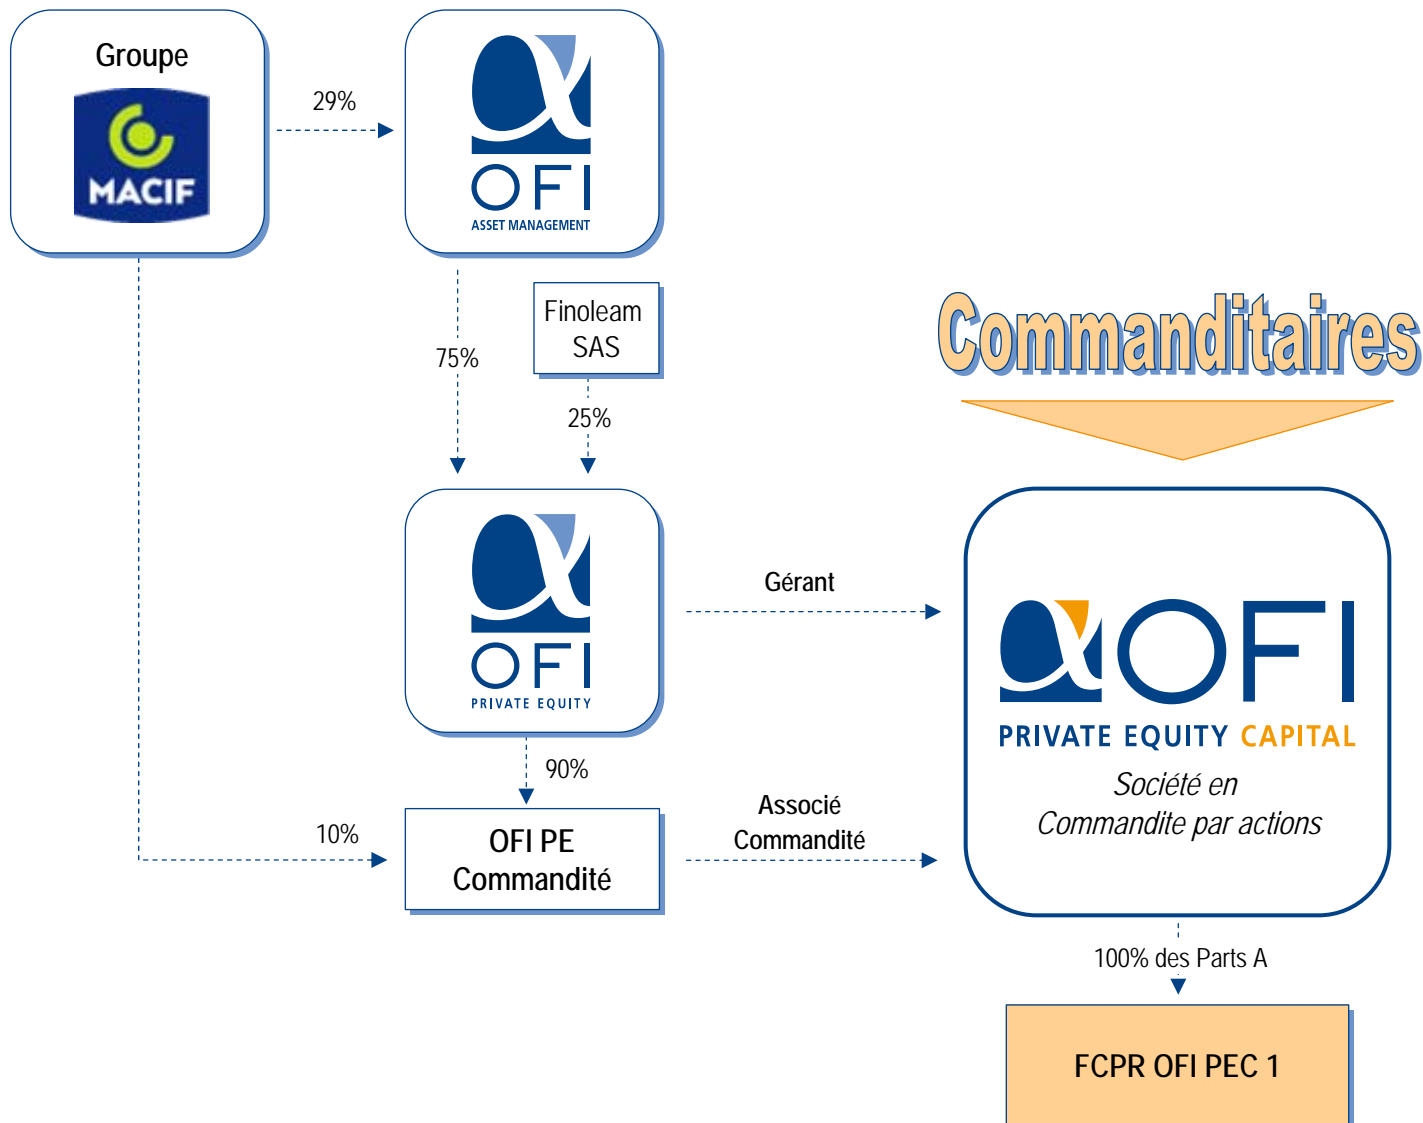 Groupe
MACIF
29%
OFI
ASSET MANAGEMENT
Finoleam
SAS
75%
25%
Commanditaires
OFI
PRIVATE EQUITY
Gérant
OFI
PRIVATE EQUITY CAPITAL
Société en
Commandite par actions
90%
10%
OFI PE
Commandité
Associé
Commandité
100% des Parts A
FCPR OFI PEC 1